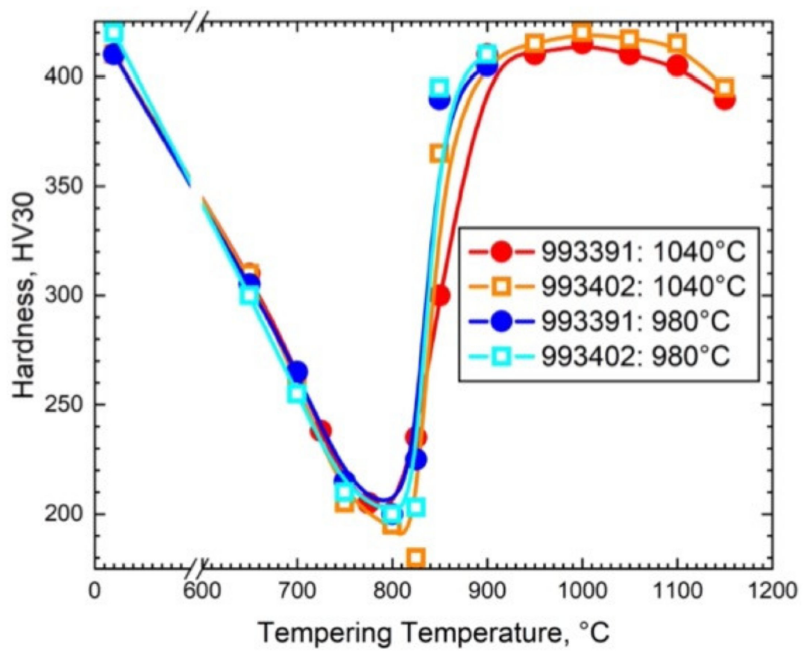 Hardness, HV30
400
350
300
250
200
993391: 1040°C
993402: 1040°C
993391: 980°C
993402: 980°C
0 600 700 800 900 1000 1100 1200
Tempering Temperature, °C